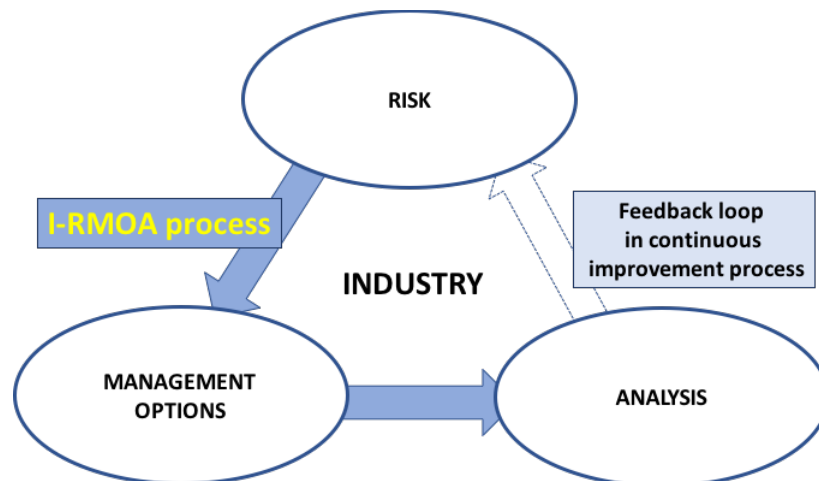 RISK
I-RMOA process
Feedback loop
in continuous
improvement process
INDUSTRY
MANAGEMENT
OPTIONS
ANALYSIS